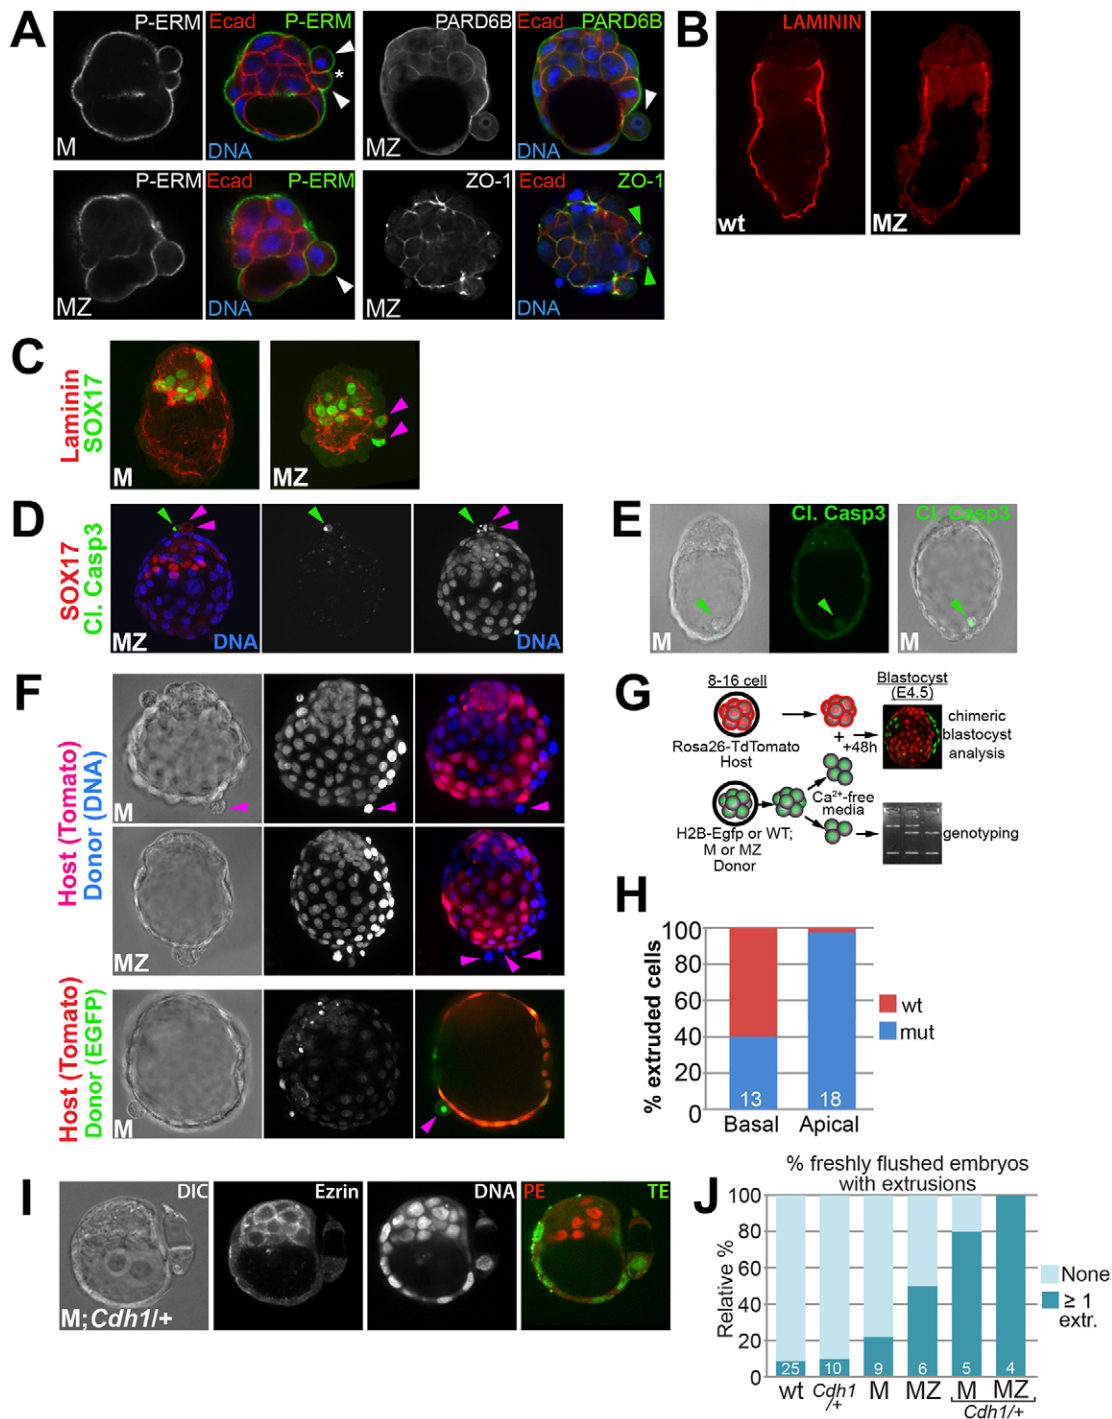 A
P-ERM
Ecad P-ERM
PARD6B
Ecad PARD6B
M
DNA
MZ
DNA
P-ERM
Ecad P-ERM
ZO-1
Ecad ZO-1
*
MZ
DNA
MZ
DNA
B
LAMININ
wt
MZ
C
Laminin
SOX17
M
MZ
D
SOX17
Cl. Casp3
MZ
DNA
DNA
E
Cl. Casp3
Cl. Casp3
M
M
F
Host (Tomato)
Donor (DNA)
M
MZ
Host (Tomato)
Donor (EGFP)
M
G
8-16 cell
Blastocyst
(E4.5)
Rosa26-TdTomato
Host
+
+48h
chimeric
blastocyst
analysis
Ca2+-free
media
H2B-Egfp or WT;
M or MZ
Donor
genotyping
H
% extruded cells
100
80
60
40
20
0
13
18
Basal
Apical
wt
mut
I
DIC
Ezrin
DNA
PE
TE
M;Cdh1/+
J
% freshly flushed embryos
with extrusions
Relative %
100
80
60
40
20
0
25
10
9
6
5
4
wt
Cdh1
/+
M
MZ
M
MZ
Cdh1/+
None
≥ 1
extr.